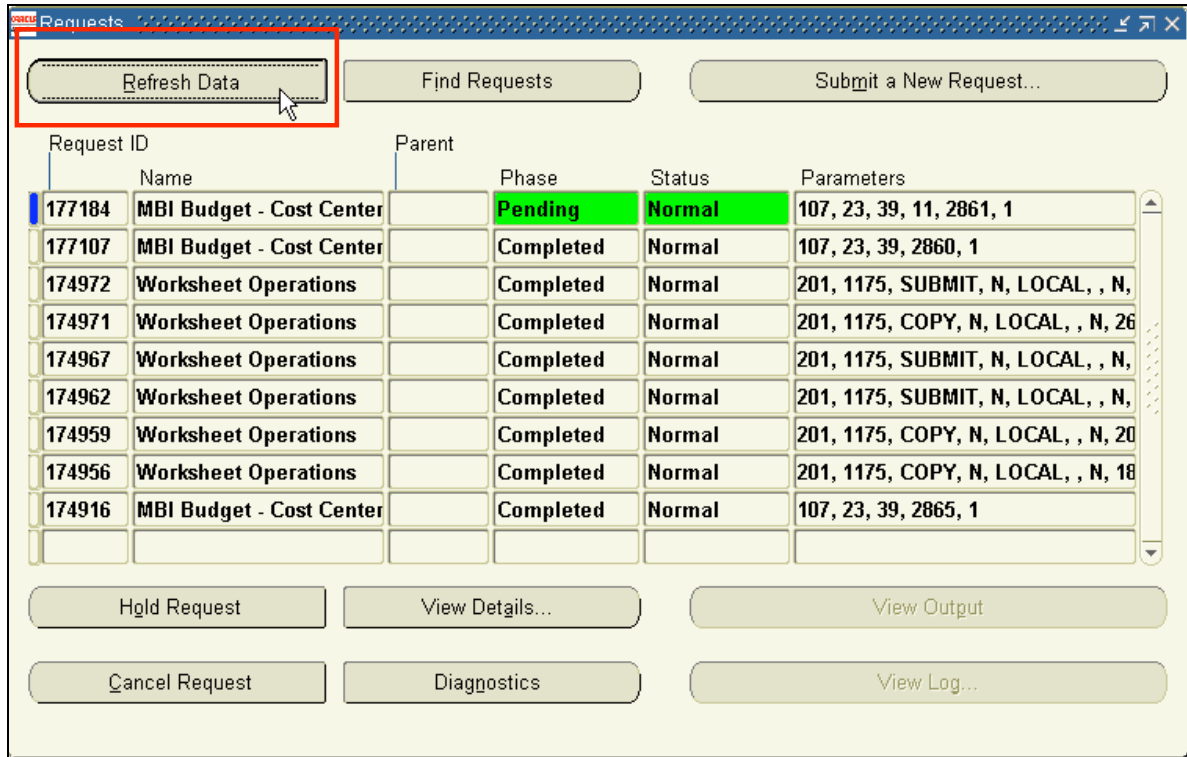 ORACLE Requests
Refresh Data Find Requests Submit a New Request...
Request ID Parent
Name Phase Status Parameters
177184 MBI Budget - Cost Center Pending Normal 107, 23, 39, 11, 2861, 1
177107 MBI Budget - Cost Center Completed Normal 107, 23, 39, 2860, 1
174972 Worksheet Operations Completed Normal 201, 1175, SUBMIT, N, LOCAL, , N,
174971 Worksheet Operations Completed Normal 201, 1175, COPY, N, LOCAL, , N, 26
174967 Worksheet Operations Completed Normal 201, 1175, SUBMIT, N, LOCAL, , N,
174962 Worksheet Operations Completed Normal 201, 1175, SUBMIT, N, LOCAL, , N,
174959 Worksheet Operations Completed Normal 201, 1175, COPY, N, LOCAL, , N, 20
174956 Worksheet Operations Completed Normal 201, 1175, COPY, N, LOCAL, , N, 18
174916 MBI Budget - Cost Center Completed Normal 107, 23, 39, 2865, 1
Hold Request View Details... View Output
Cancel Request Diagnostics View Log...